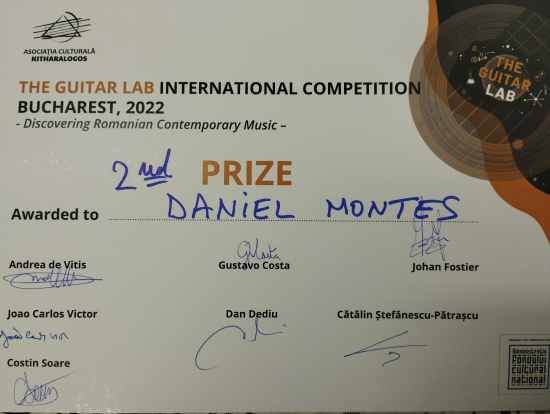 ASOCIAȚIA CULTURALĂ
KITHARALOGOS
THE GUITAR LAB
THE GUITAR LAB INTERNATIONAL COMPETITION
BUCHAREST, 2022
- Discovering Romanian Contemporary Music –
2nd PRIZE
Awarded to DANIEL MONTES
Andrea de Vitis
Gustavo Costa
Johan Fostier
Joao Carlos Victor
Dan Dediu
Cătălin Ștefănescu-Pătrașcu
Costin Soare
Administrația
fondului
cultural
național